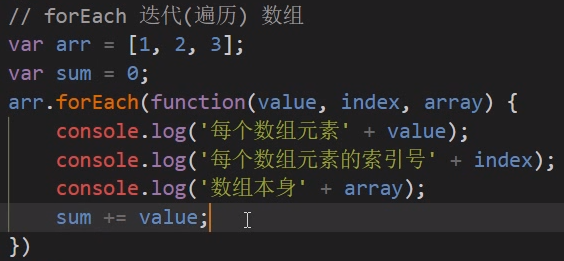 // forEach 迭代(遍历) 数组
var arr = [1, 2, 3];
var sum = 0;
arr.forEach(function(value, index, array) {
    console.log('每个数组元素' + value);
    console.log('每个数组元素的索引号' + index);
    console.log('数组本身' + array);
    sum += value;
})